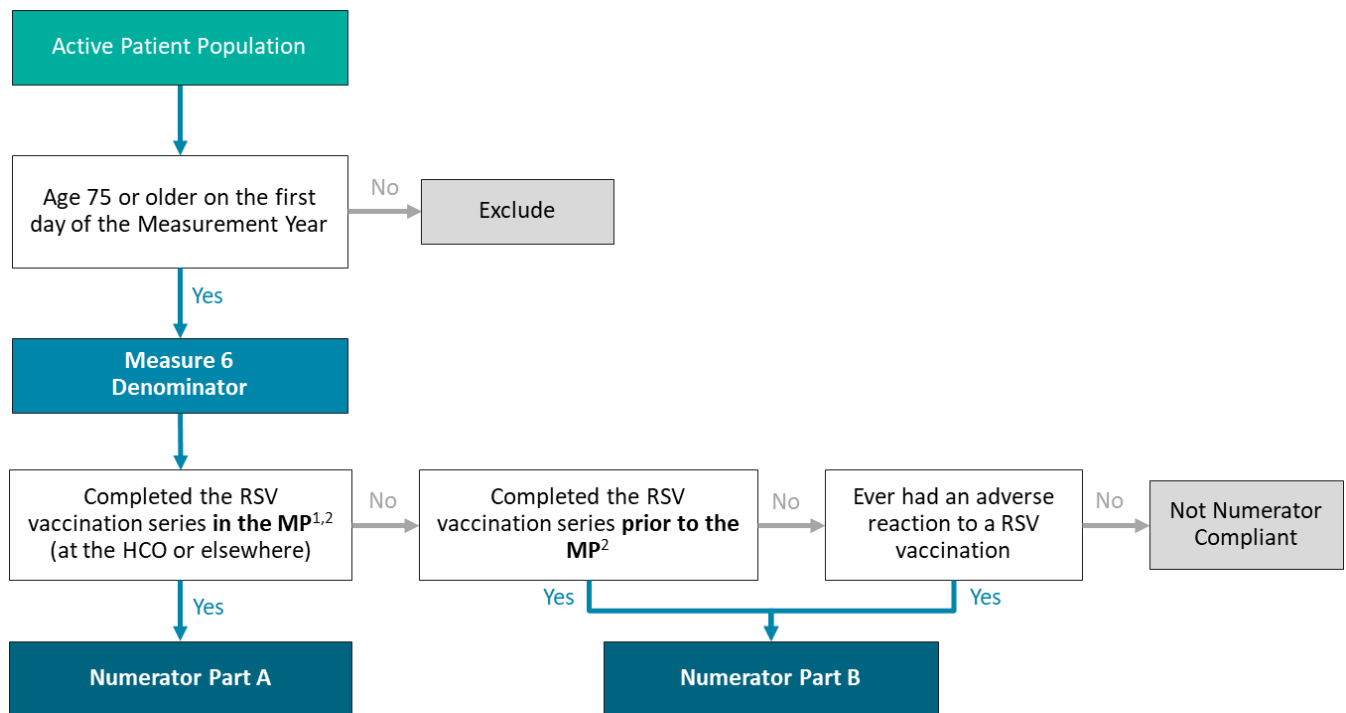 Active Patient Population
Age 75 or older on the first
day of the Measurement Year
No
Exclude
Yes
Measure 6
Denominator
Completed the RSV
vaccination series in the MP1,2
(at the HCO or elsewhere)
No
Completed the RSV
vaccination series prior to the
MP2
No
Ever had an adverse
reaction to a RSV
vaccination
No
Not Numerator
Compliant
Yes
Yes
Yes
Numerator Part A
Numerator Part B